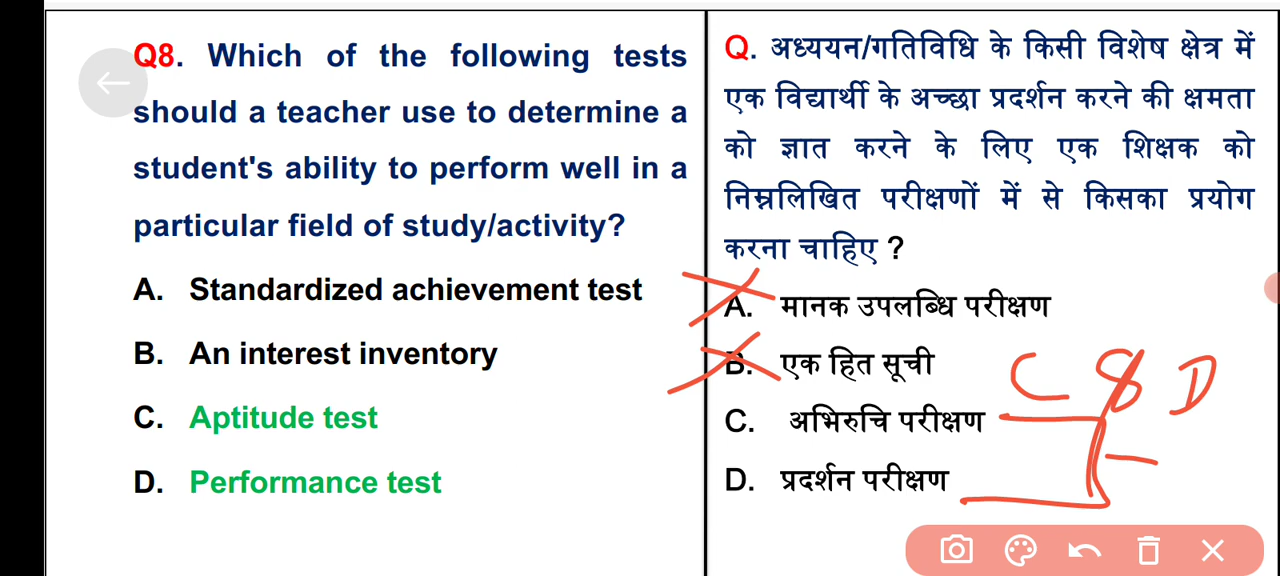 Q8. Which of the following tests
should a teacher use to determine a
student's ability to perform well in a
particular field of study/activity?
A. Standardized achievement test
B. An interest inventory
C. Aptitude test
D. Performance test
Q. अध्ययन/गतिविधि के किसी विशेष क्षेत्र में
एक विद्यार्थी के अच्छा प्रदर्शन करने की क्षमता
को ज्ञात करने के लिए एक शिक्षक को
निम्नलिखित परीक्षणों में से किसका प्रयोग
करना चाहिए ?
A. मानक उपलब्धि परीक्षण
B. एक हित सूची
C. अभिरुचि परीक्षण
D. प्रदर्शन परीक्षण
C & D